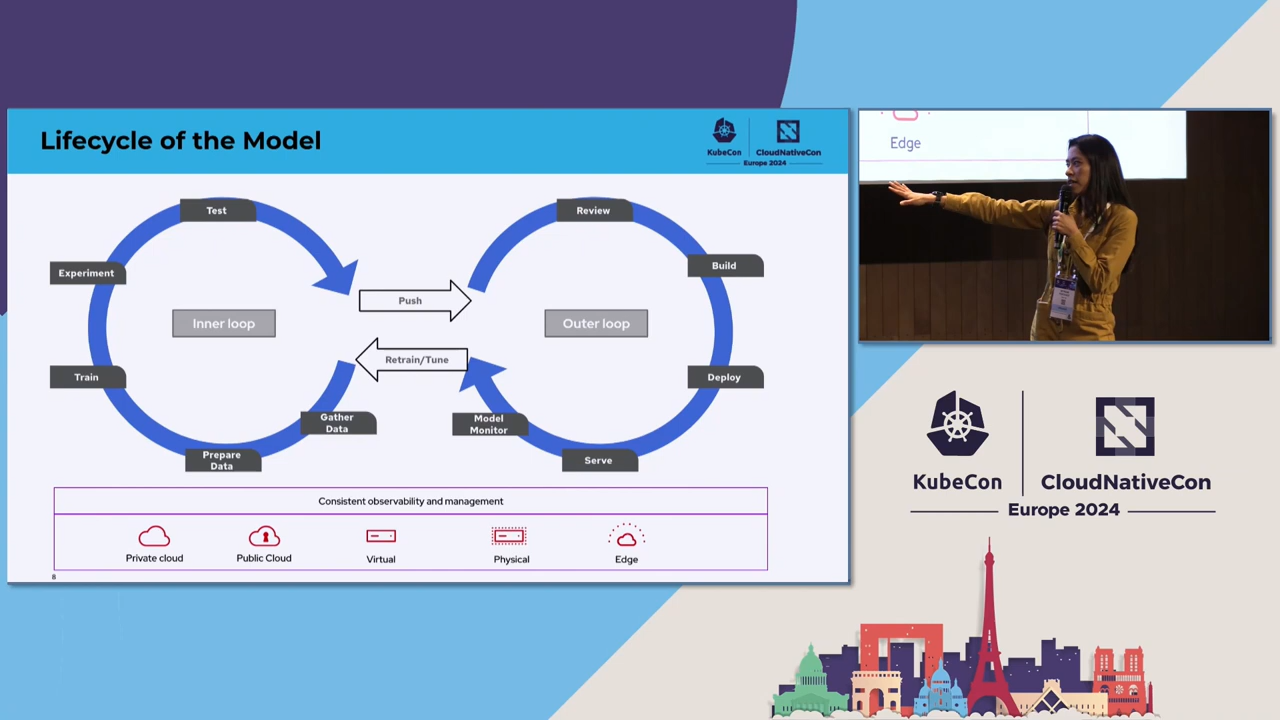 Lifecycle of the Model
KubeCon
CloudNativeCon
Europe 2024
Test
Experiment
Inner loop
Train
Prepare
Data
Gather
Data
Push
Retrain/Tune
Review
Build
Outer loop
Deploy
Model
Monitor
Serve
Consistent observability and management
Private cloud
Public Cloud
Virtual
Physical
Edge
8
Edge
KubeCon
CloudNativeCon
Europe 2024